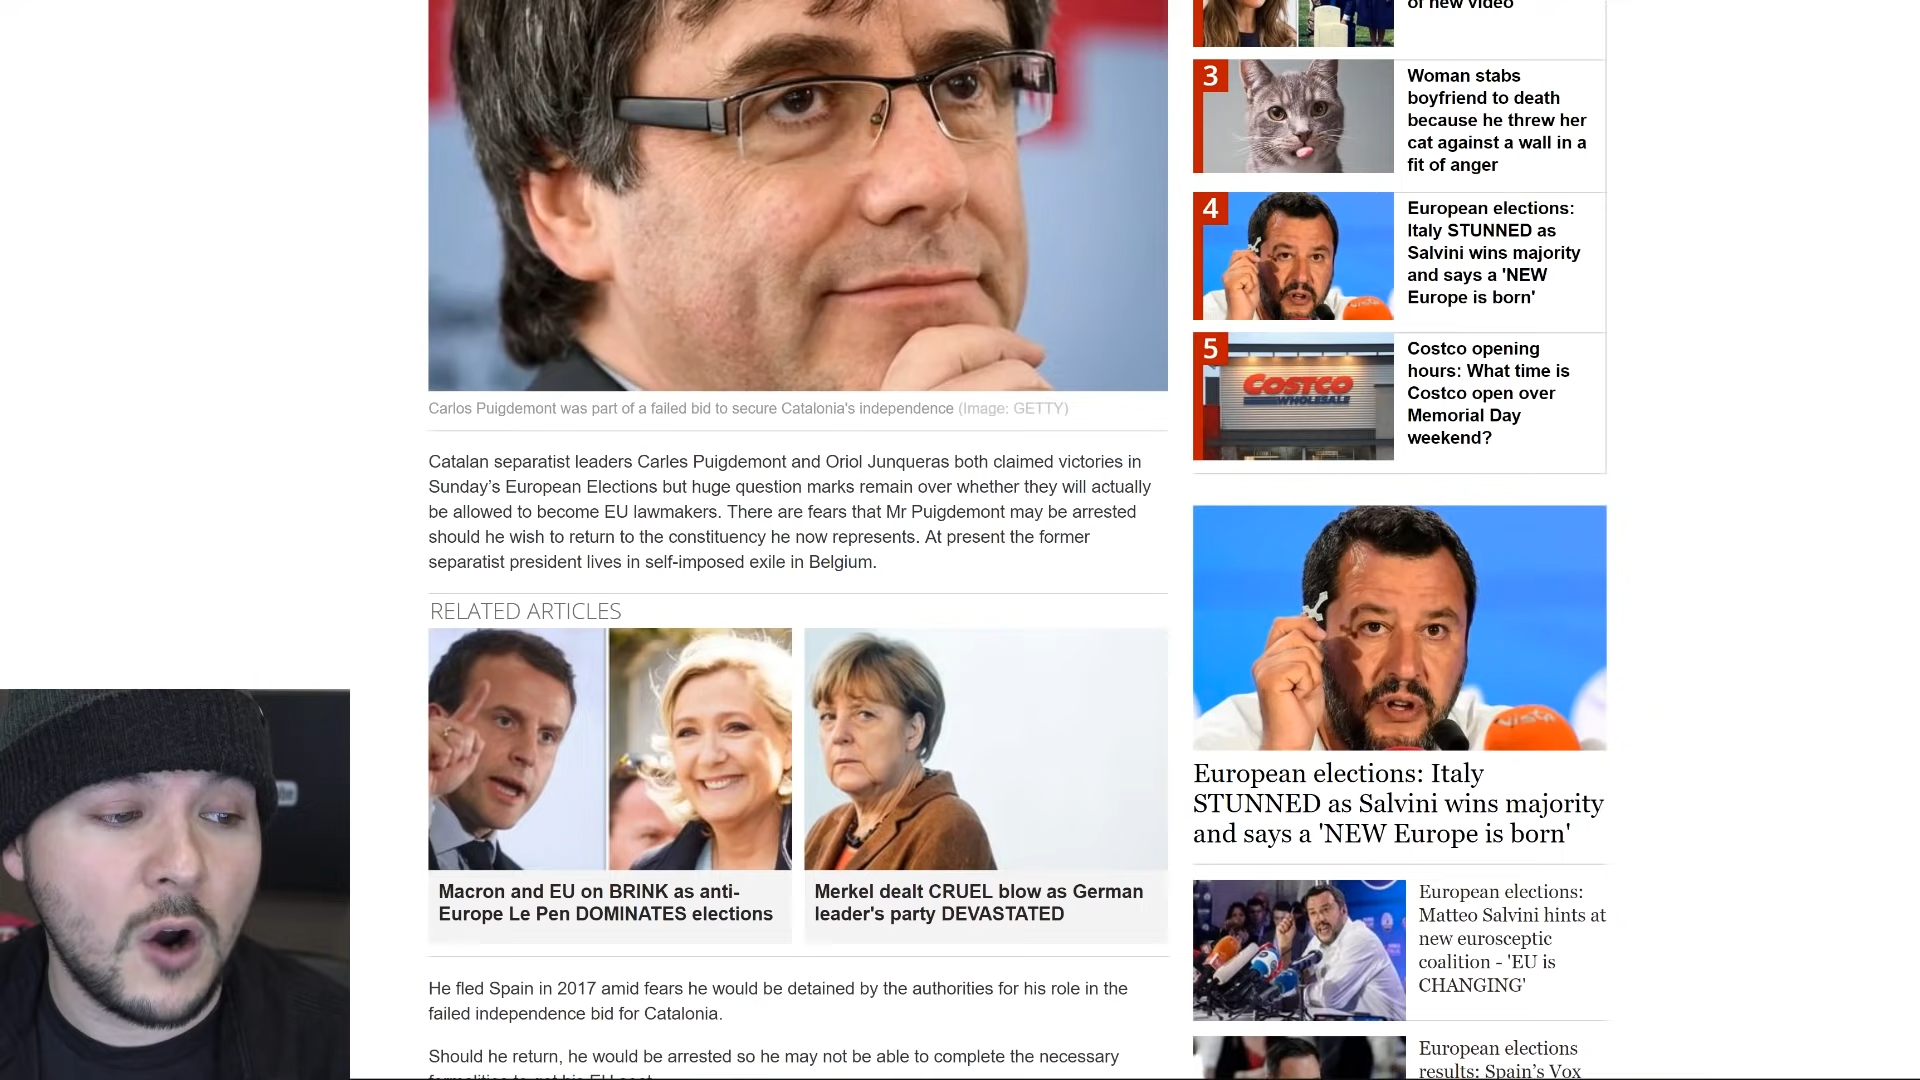 Carlos Puigdemont was part of a failed bid to secure Catalonia's independence (Image: GETTY)
Catalan separatist leaders Carles Puigdemont and Oriol Junqueras both claimed victories in
Sunday's European Elections but huge question marks remain over whether they will actually
be allowed to become EU lawmakers. There are fears that Mr Puigdemont may be arrested
should he wish to return to the constituency he now represents. At present the former
separatist president lives in self-imposed exile in Belgium.
RELATED ARTICLES
Macron and EU on BRINK as anti-
Europe Le Pen DOMINATES elections
Merkel dealt CRUEL blow as German
leader's party DEVASTATED
He fled Spain in 2017 amid fears he would be detained by the authorities for his role in the
failed independence bid for Catalonia.
Should he return, he would be arrested so he may not be able to complete the necessary
of new video
3
Woman stabs
boyfriend to death
because he threw her
cat against a wall in a
fit of anger
4
European elections:
Italy STUNNED as
Salvini wins majority
and says a 'NEW
Europe is born'
5
COSTCO
WHOLESALE
Costco opening
hours: What time is
Costco open over
Memorial Day
weekend?
vista
European elections: Italy
STUNNED as Salvini wins majority
and says a 'NEW Europe is born'
European elections:
Matteo Salvini hints at
new eurosceptic
coalition - 'EU is
CHANGING'
European elections
results: Spain's Vox